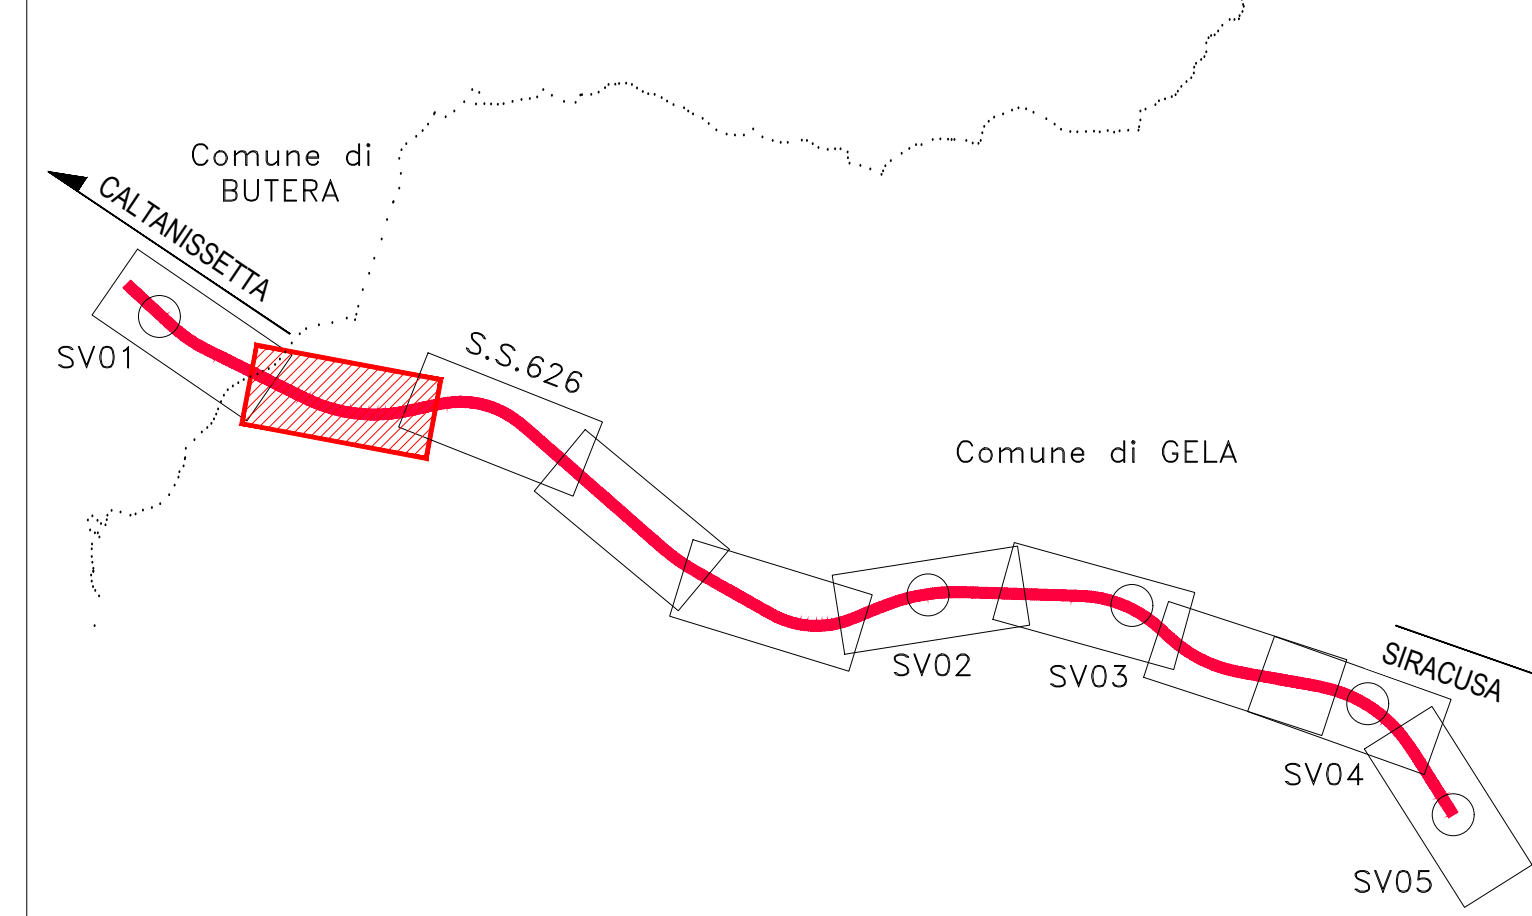 Comune di
BUTERA
CALTANISSETTA
SV01
S.S.626
Comune di GELA
SV02
SV03
SIRACUSA
SV04
SV05